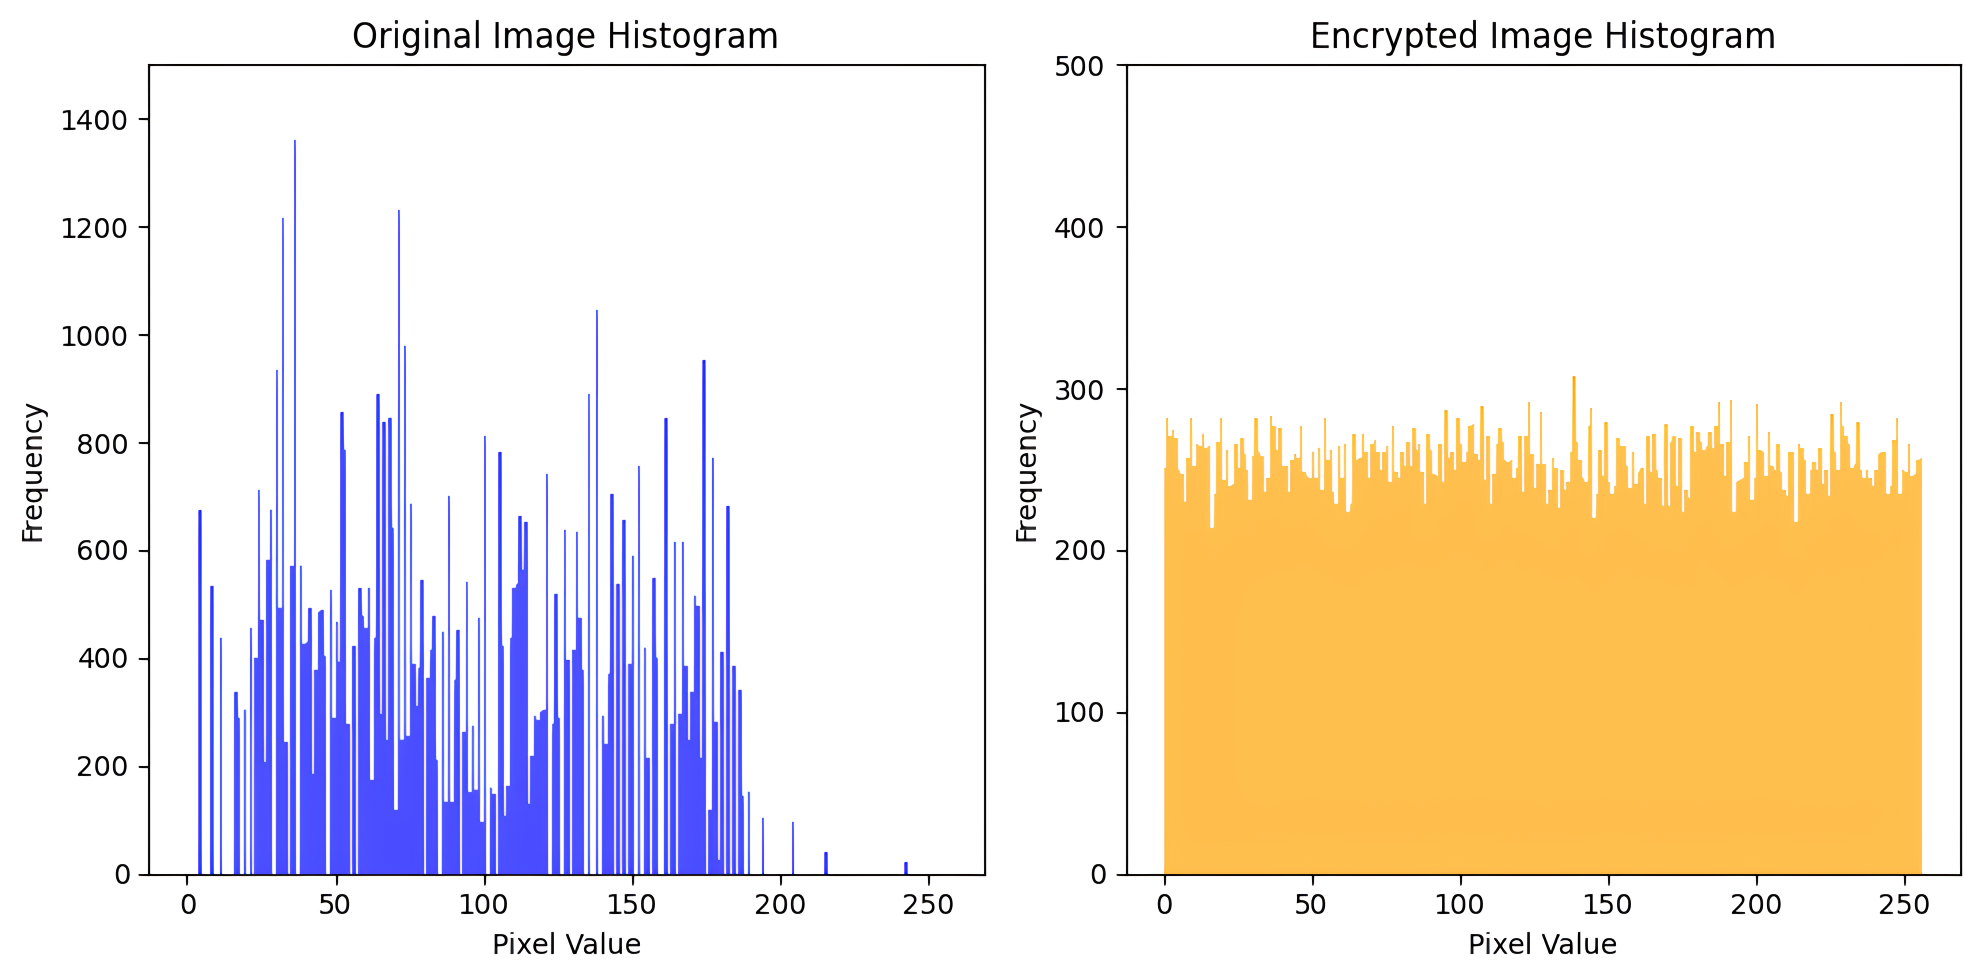 Original Image Histogram
Frequency
1400
1200
1000
800
600
400
200
0
0 50 100 150 200 250
Pixel Value
Encrypted Image Histogram
Frequency
500
400
300
200
100
0
0 50 100 150 200 250
Pixel Value